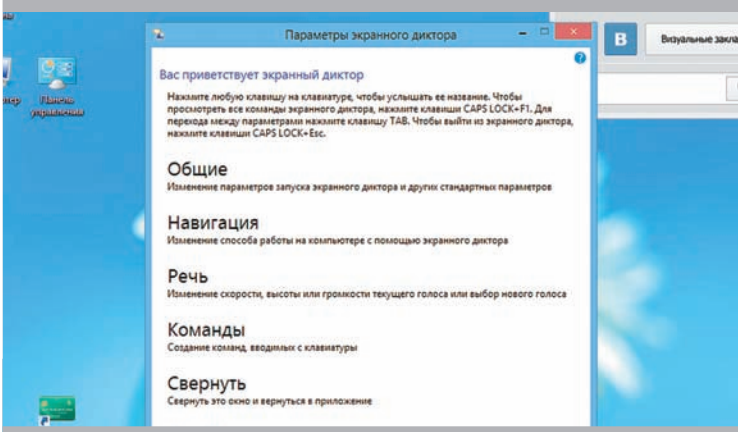 Параметры экранного диктора
В
Визуальные закла
Панель
управления
Вас приветствует экранный диктор
Нажмите любую клавишу на клавиатуре, чтобы услышать ее название. Чтобы
просмотреть все команды экранного диктора, нажмите клавиши CAPS LOCK+F1. Для
перехода между параметрами нажмите клавишу TAB. Чтобы выйти из экранного диктора,
нажмите клавиши CAPS LOCK+Esc.
Общие
Изменение параметров запуска экранного диктора и других стандартных параметров
Навигация
Изменение способа работы на компьютере с помощью экранного диктора
Речь
Изменение скорости, высоты или громкости текущего голоса или выбор нового голоса
Команды
Создание команд, вводимых с клавиатуры
Свернуть
Свернуть это окно и вернуться в приложение